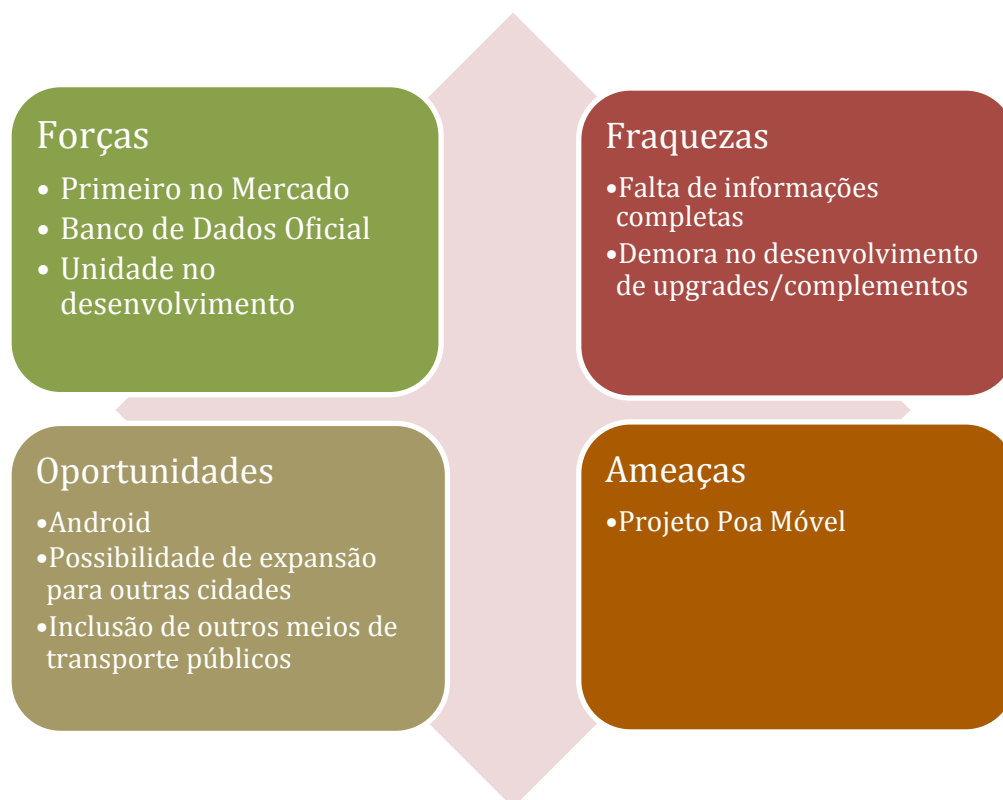 Forças
• Primeiro no Mercado
• Banco de Dados Oficial
• Unidade no
desenvolvimento
Fraquezas
•Falta de informações
completas
•Demora no desenvolvimento
de upgrades/complementos
Oportunidades
•Android
•Possibilidade de expansão
para outras cidades
•Inclusão de outros meios de
transporte públicos
Ameaças
•Projeto Poa Móvel